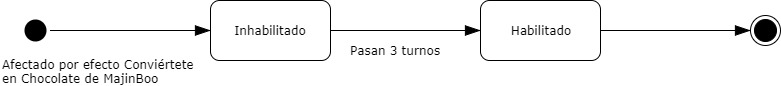 Inhabilitado
Habilitado
Pasan 3 turnos
Afectado por efecto Conviértete
en Chocolate de MajinBoo